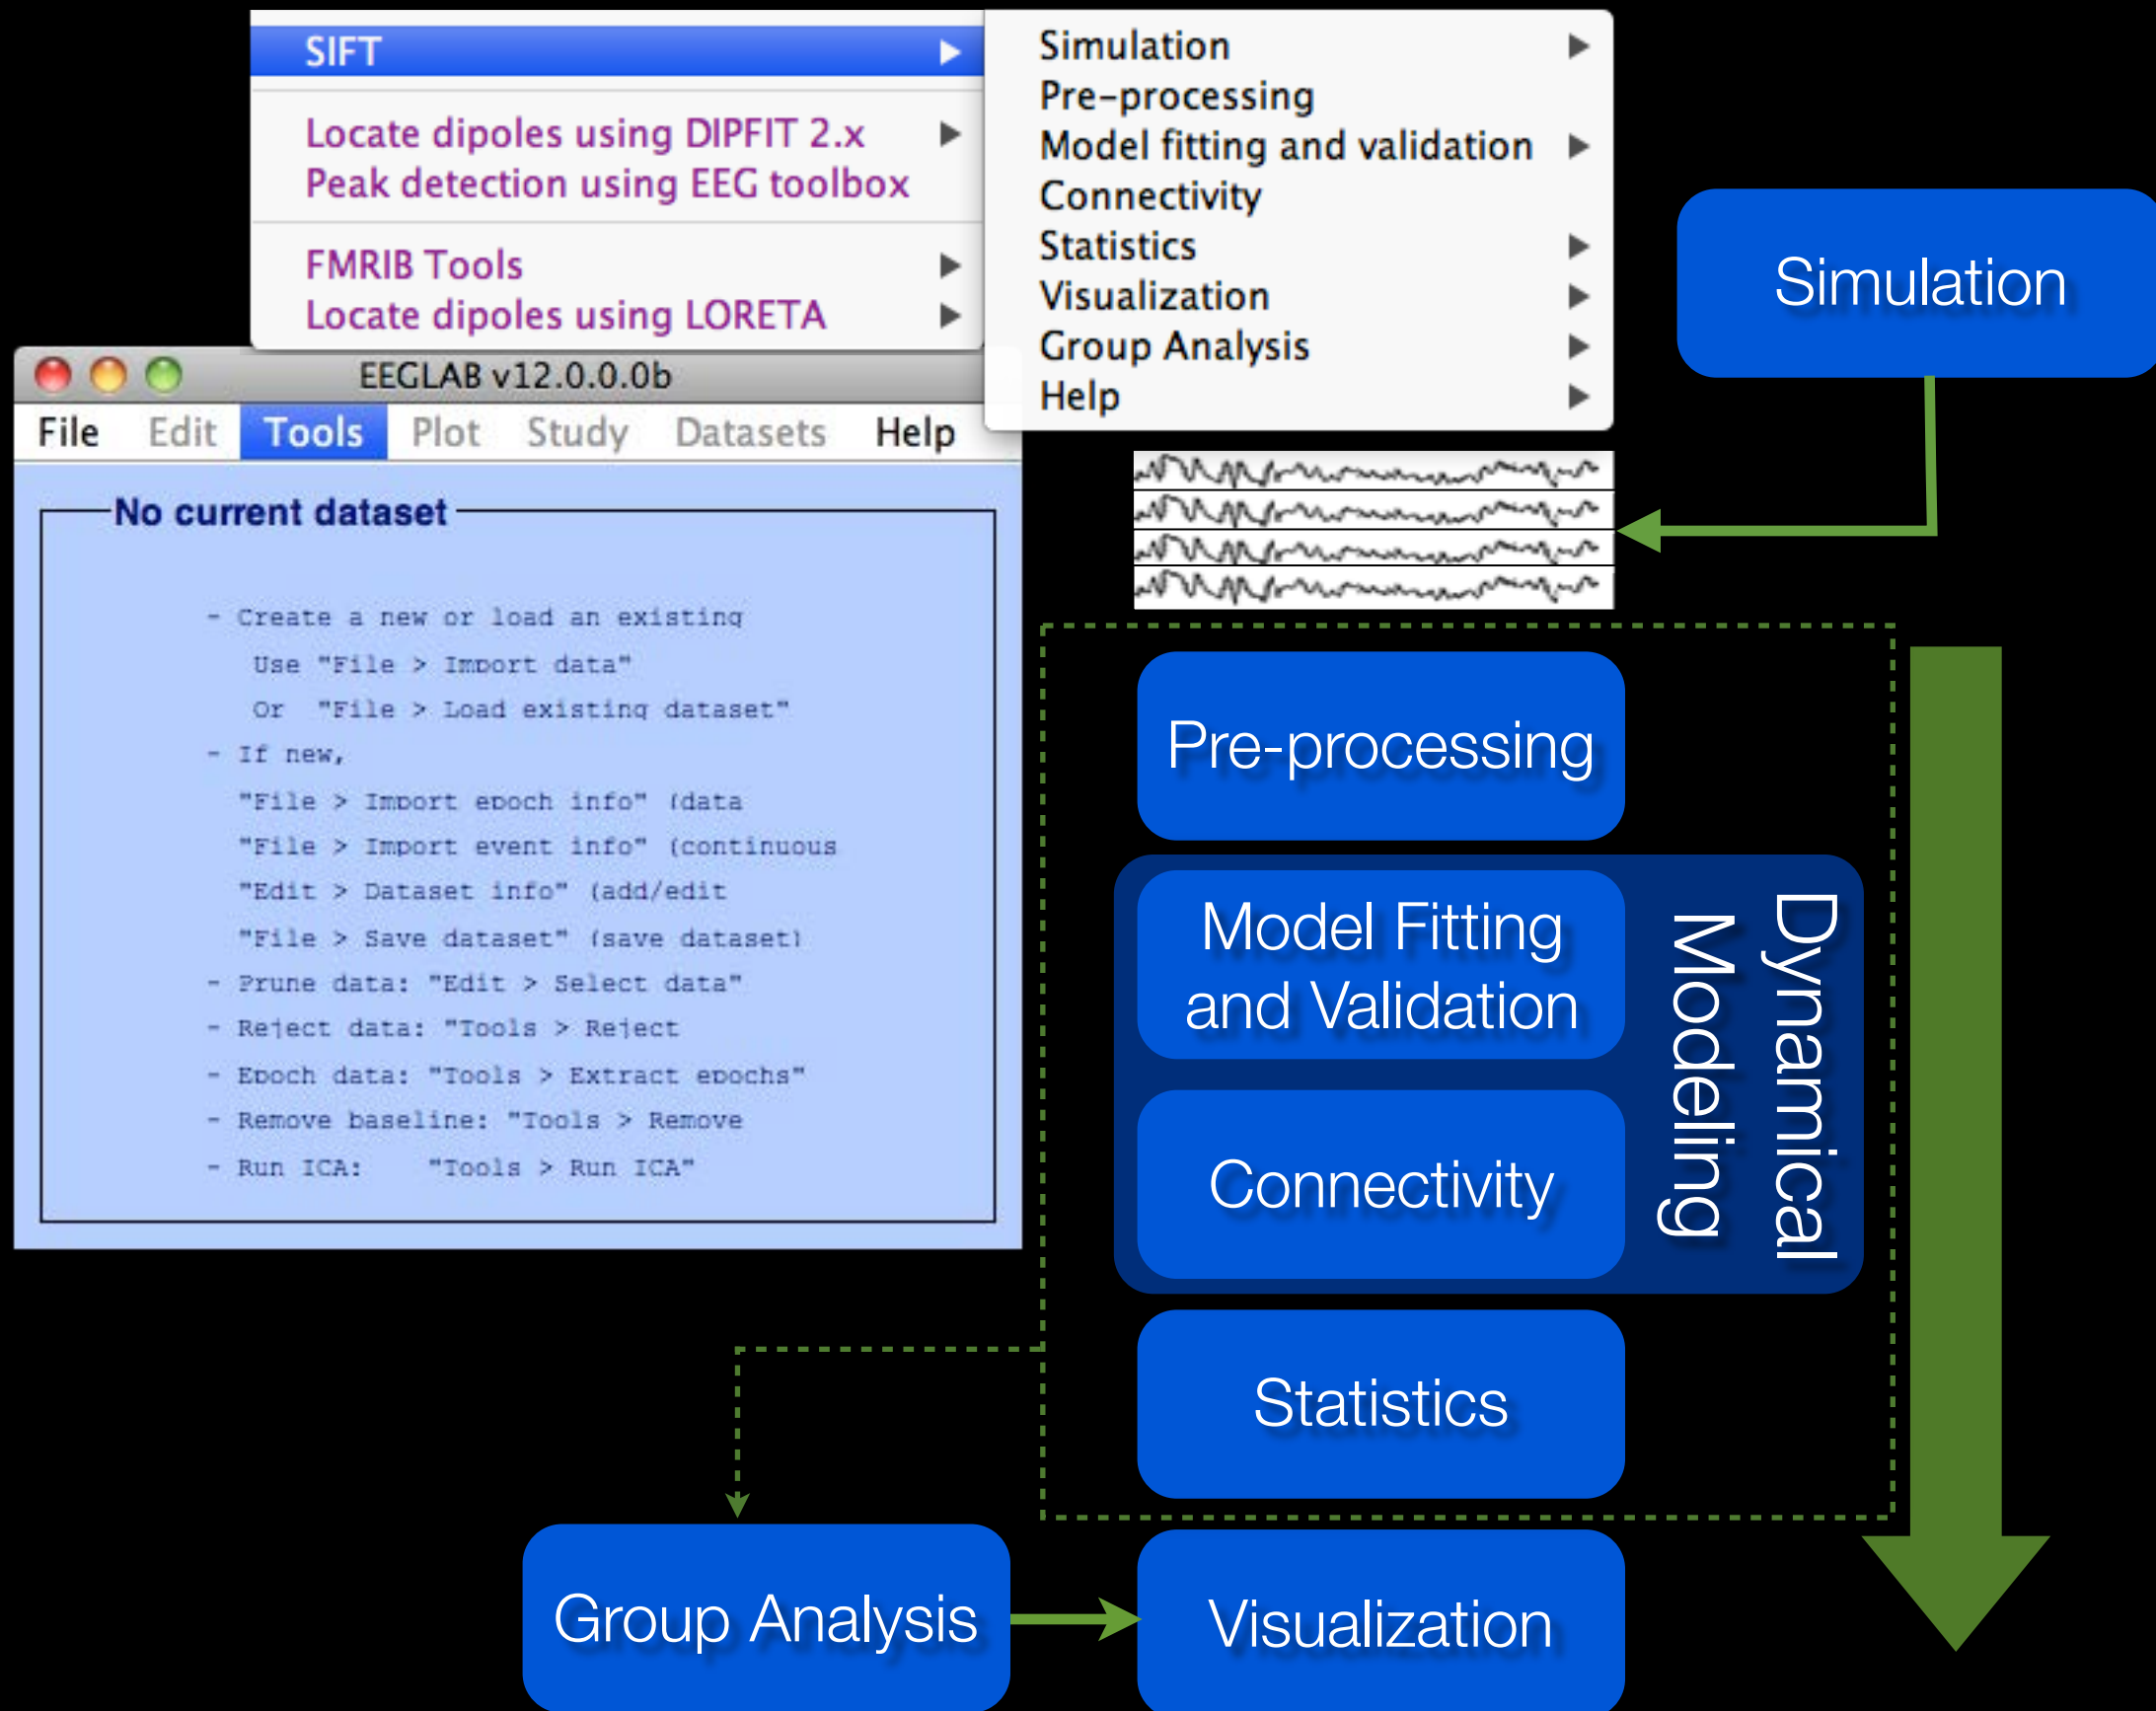 SIFT
Locate dipoles using DIPFIT 2.x
Peak detection using EEG toolbox
FMRIB Tools
Locate dipoles using LORETA
Simulation
Pre-processing
Model fitting and validation
Connectivity
Statistics
Visualization
Group Analysis
Help
EEGLAB v12.0.0.0b
File Edit Tools Plot Study Datasets Help
No current dataset
- Create a new or load an existing
Use "File > Import data"
Or "File > Load existing dataset"
- If new,
"File > Import epoch info" (data
"File > Import event info" (continuous
"Edit > Dataset info" (add/edit
"File > Save dataset" (save dataset)
- Prune data: "Edit > Select data"
- Reject data: "Tools > Reject
- Epoch data: "Tools > Extract epochs"
- Remove baseline: "Tools > Remove
- Run ICA: "Tools > Run ICA"
Simulation
Pre-processing
Model Fitting
and Validation
Connectivity
Dynamical
Modeling
Statistics
Group Analysis
Visualization